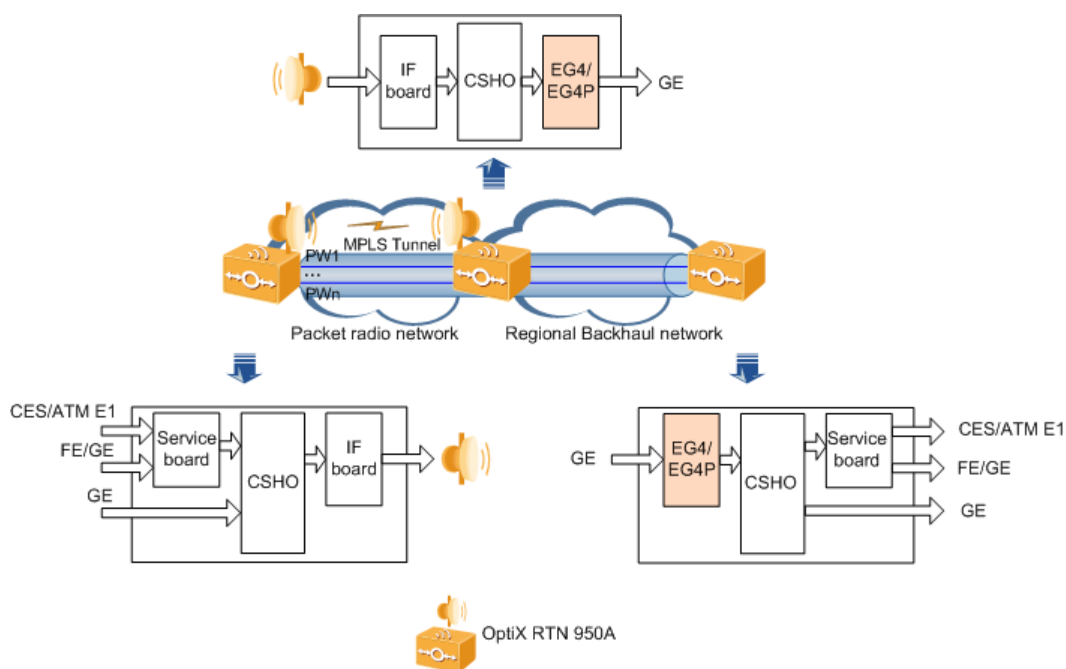 IF
board
CSHO
EG4/
EG4P
GE
MPLS Tunnel
PW1
...
PWn
Packet radio network
Regional Backhaul network
CES/ATM E1
FE/GE
GE
Service
board
CSHO
IF
board
GE
EG4/
EG4P
CSHO
Service
board
CES/ATM E1
FE/GE
GE
OptiX RTN 950A